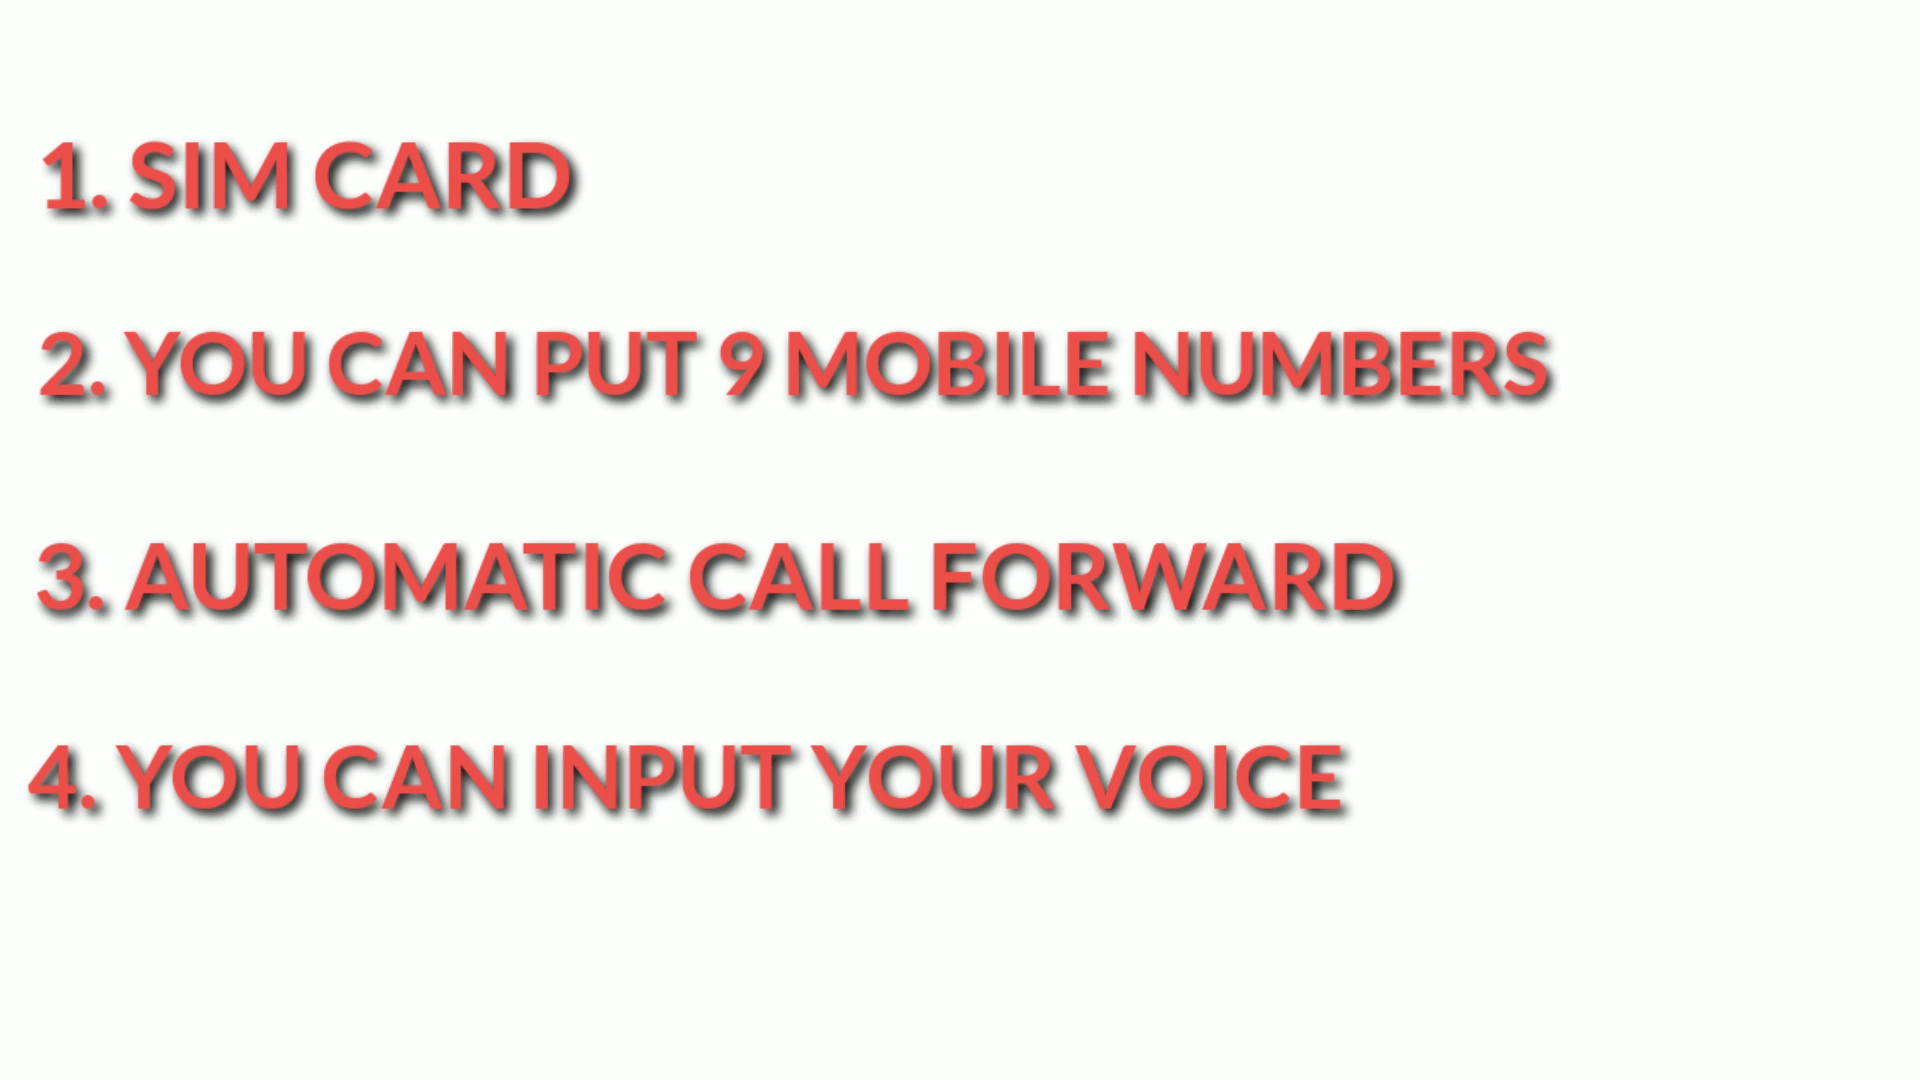 1. SIM CARD
2. YOU CAN PUT 9 MOBILE NUMBERS
3. AUTOMATIC CALL FORWARD
4. YOU CAN INPUT YOUR VOICE